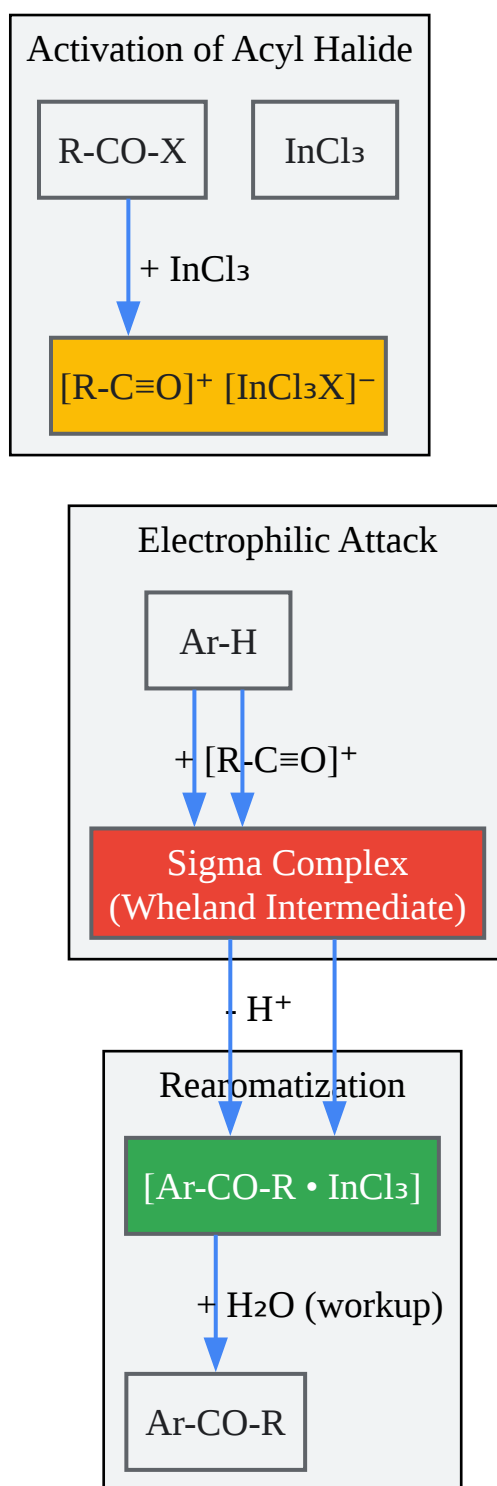 Activation of Acyl Halide
R-CO-X
InCl₃
+ InCl₃
[R-C≡O]⁺ [InCl₃X]⁻
Electrophilic Attack
Ar-H
+ [R-C≡O]⁺
Sigma Complex
(Wheland Intermediate)
- H⁺
Rearomatization
[Ar-CO-R • InCl₃]
+ H₂O (workup)
Ar-CO-R